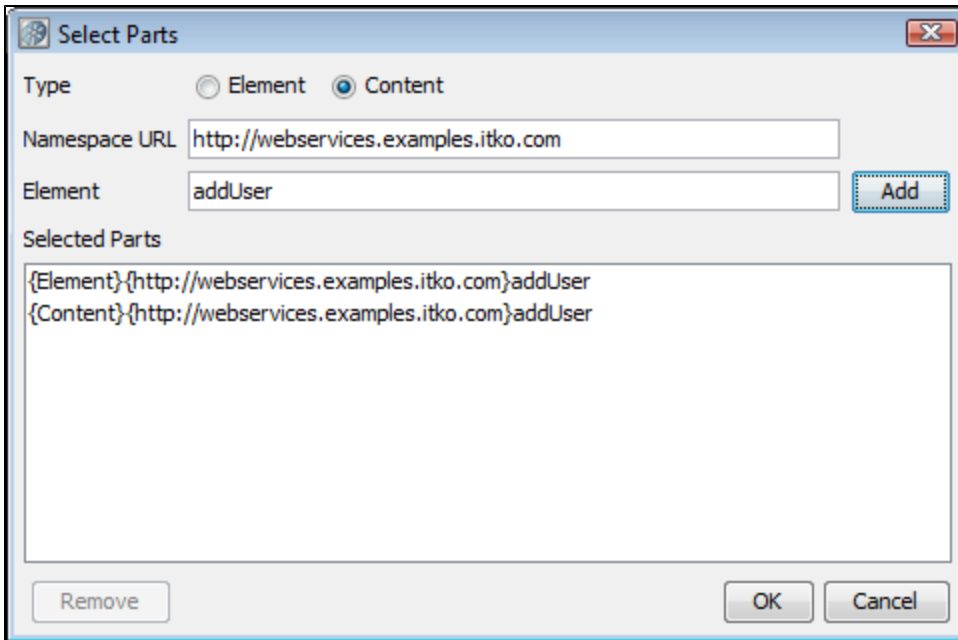 Select Parts
Type Element Content
Namespace URL http://webservices.examples.itko.com
Element addUser Add
Selected Parts
{Element}{http://webservices.examples.itko.com}addUser
{Content}{http://webservices.examples.itko.com}addUser
Remove OK Cancel